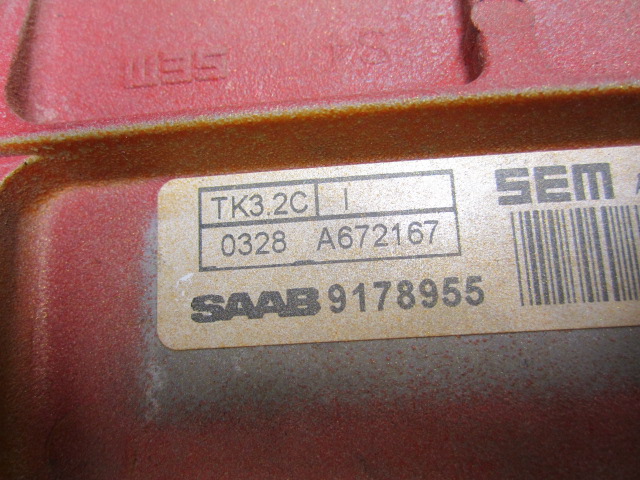 TK3.2C I
0328 A672167
SEM
SAAB 9178955